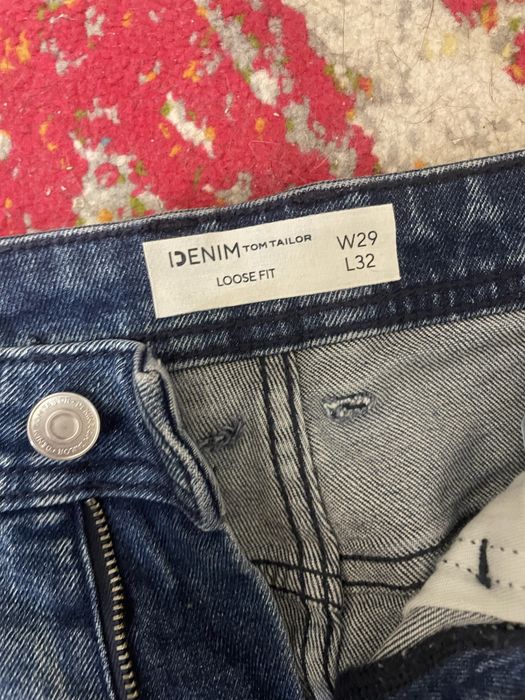 DENIM TOM TAILOR
LOOSE FIT
W29
L32